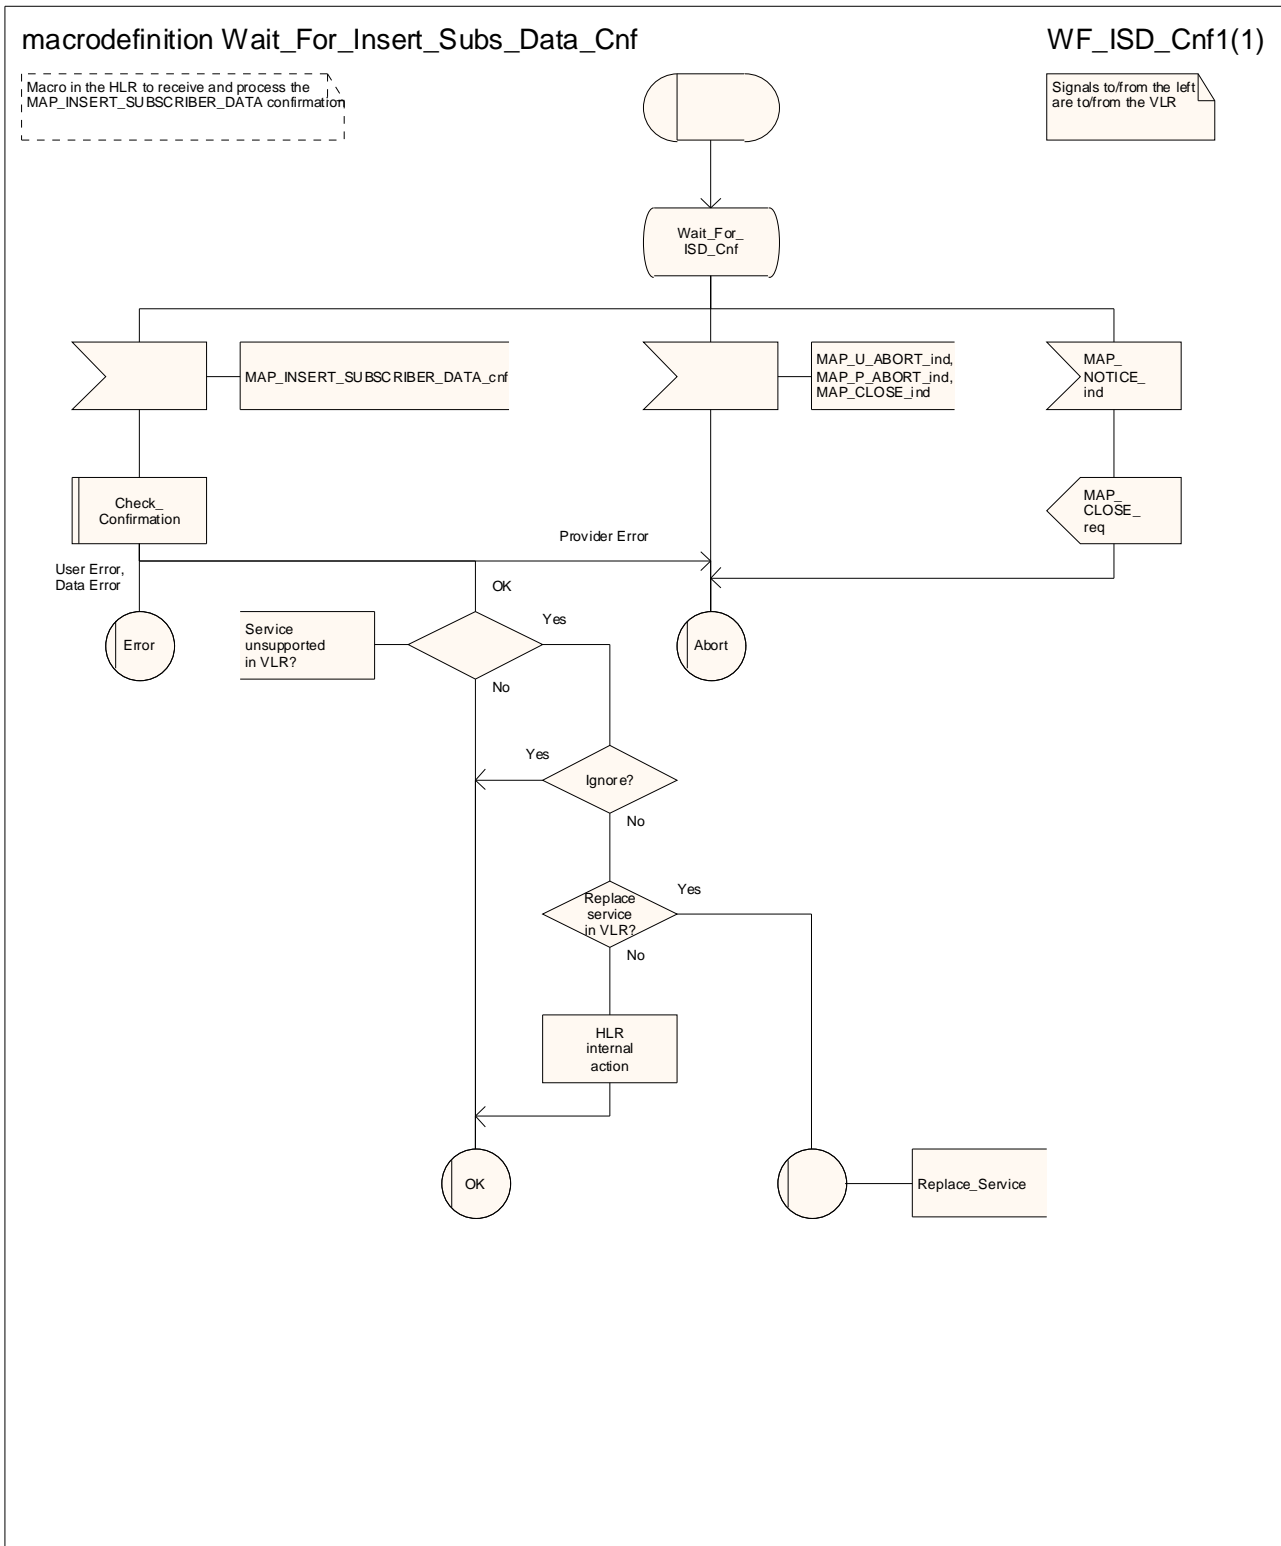 macrodefinition Wait_For_Insert_Subs_Data_Cnf
WF_ISD_Cnf1(1)
Macro in the HLR to receive and process the
MAP_INSERT_SUBSCRIBER_DATA confirmation
Signals to/from the left
are to/from the VLR
Wait_For_
ISD_Cnf
MAP_INSERT_SUBSCRIBER_DATA_cnf
MAP_U_ABORT_ind,
MAP_P_ABORT_ind,
MAP_CLOSE_ind
MAP_
NOTICE_
ind
Check_
Confirmation
MAP_
CLOSE_
req
Provider Error
User Error,
Data Error
OK
Error
Service
unsupported
in VLR?
Yes
Abort
No
Yes
Ignore?
No
Replace
service
in VLR?
Yes
No
HLR
internal
action
OK
Replace_Service